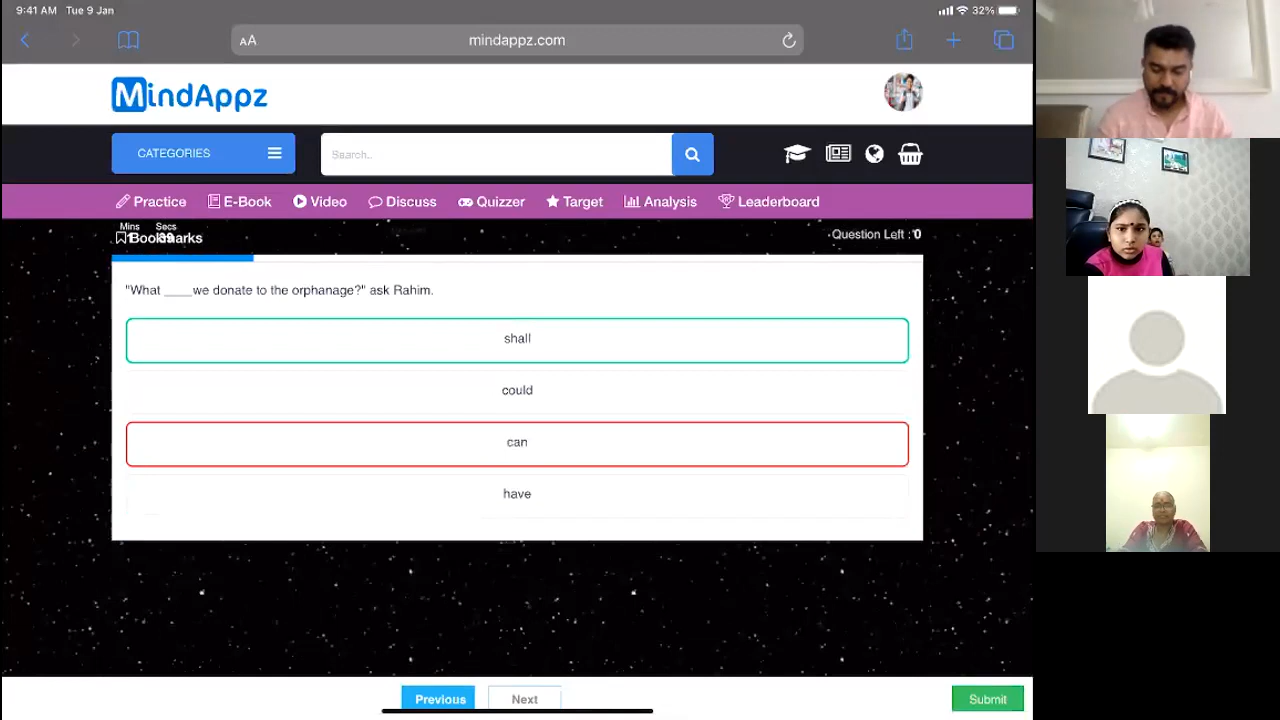 9:41 AM Tue 9 Jan
32%
AA
mindappz.com
MindAppz
CATEGORIES
Search..
Practice
E-Book
Video
Discuss
Quizzer
Target
Analysis
Leaderboard
Mins Secs
Bookmarks
Question Left : 0
"What ____we donate to the orphanage?" ask Rahim.
shall
could
can
have
Previous
Next
Submit